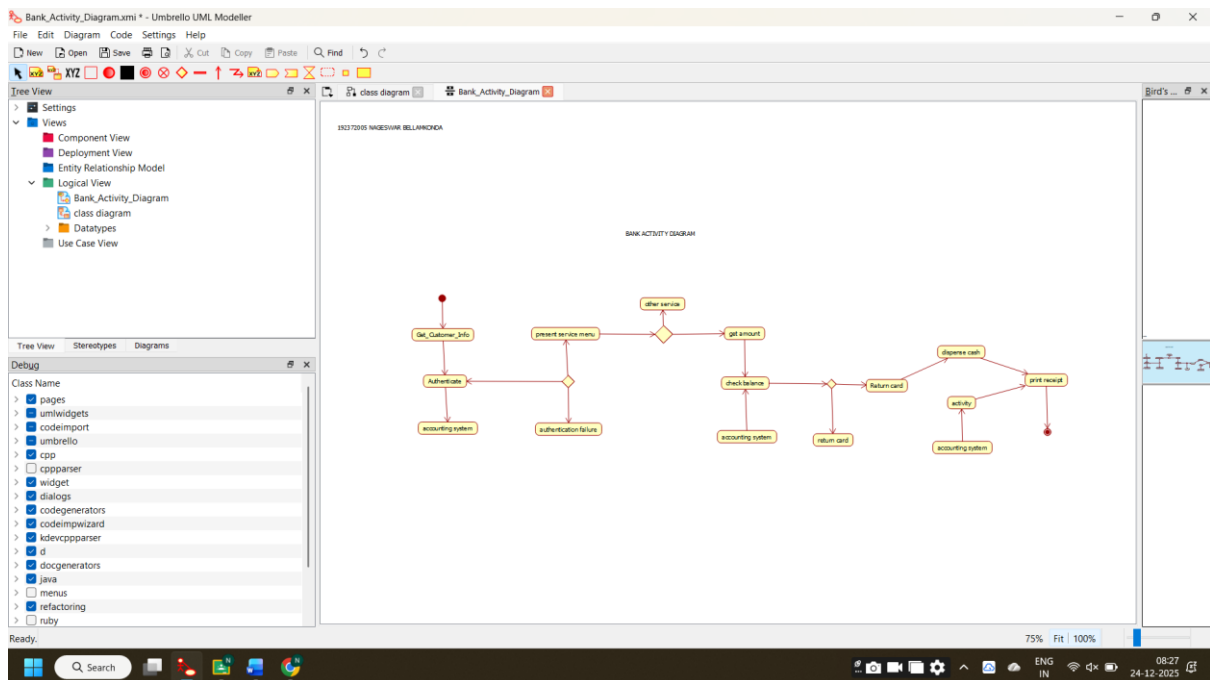 Bank_Activity_Diagram.xmi * - Umbrello UML Modeller
File Edit Diagram Code Settings Help
New Open Save Cut Copy Paste Find
XYZ XYZ
Tree View
class diagram Bank_Activity_Diagram
Bird's ...
Settings
Views
Component View
Deployment View
Entity Relationship Model
Logical View
Bank_Activity_Diagram
class diagram
Datatypes
Use Case View
Tree View Stereotypes Diagrams
Debug
Class Name
pages
umlwidgets
codeimport
umbrello
cpp
cppparser
widget
dialogs
codegenerators
codeimpwizard
kdevcppparser
d
docgenerators
java
menus
refactoring
ruby
192372005 NAGESWAR BELLAMKONDA
BANK ACTIVITY DIAGRAM
other service
Get_Customer_Info
present service menu
get amount
disperse cash
Authenticate
check balance
Return card
print receipt
activity
accounting system
authentication failure
accounting system
return card
accounting system
Ready.
75% Fit 100%
Search
ENG
IN
08:27
24-12-2025